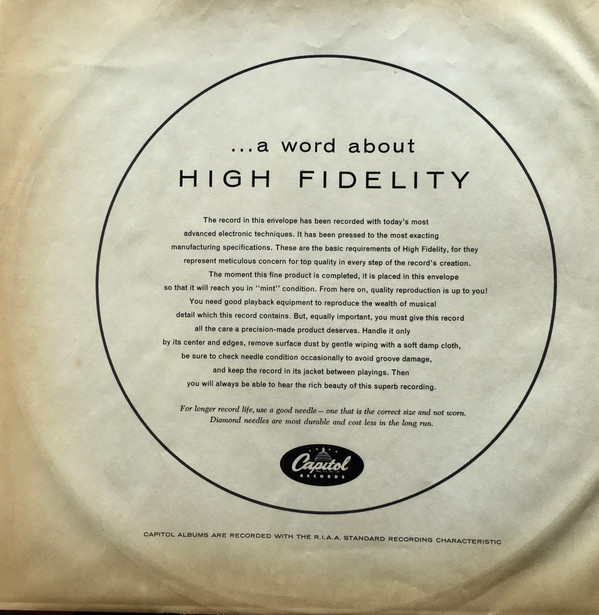 ...a word about
HIGH FIDELITY
The record in this envelope has been recorded with today's most
advanced electronic techniques. It has been pressed to the most exacting
manufacturing specifications. These are the basic requirements of High Fidelity, for they
represent meticulous concern for top quality in every step of the record's creation.
The moment this fine product is completed, it is placed in this envelope
so that it will reach you in "mint" condition. From here on, quality reproduction is up to you!
You need good playback equipment to reproduce the wealth of musical
detail which this record contains. But, equally important, you must give this record
all the care a precision-made product deserves. Handle it only
by its center and edges, remove surface dust by gentle wiping with a soft damp cloth,
be sure to check needle condition occasionally to avoid groove damage,
and keep the record in its jacket between playings. Then
you will always be able to hear the rich beauty of this superb recording.
For longer record life, use a good needle — one that is the correct size and not worn.
Diamond needles are most durable and cost less in the long run.
Capitol
RECORDS
CAPITOL ALBUMS ARE RECORDED WITH THE R.I.A.A. STANDARD RECORDING CHARACTERISTIC